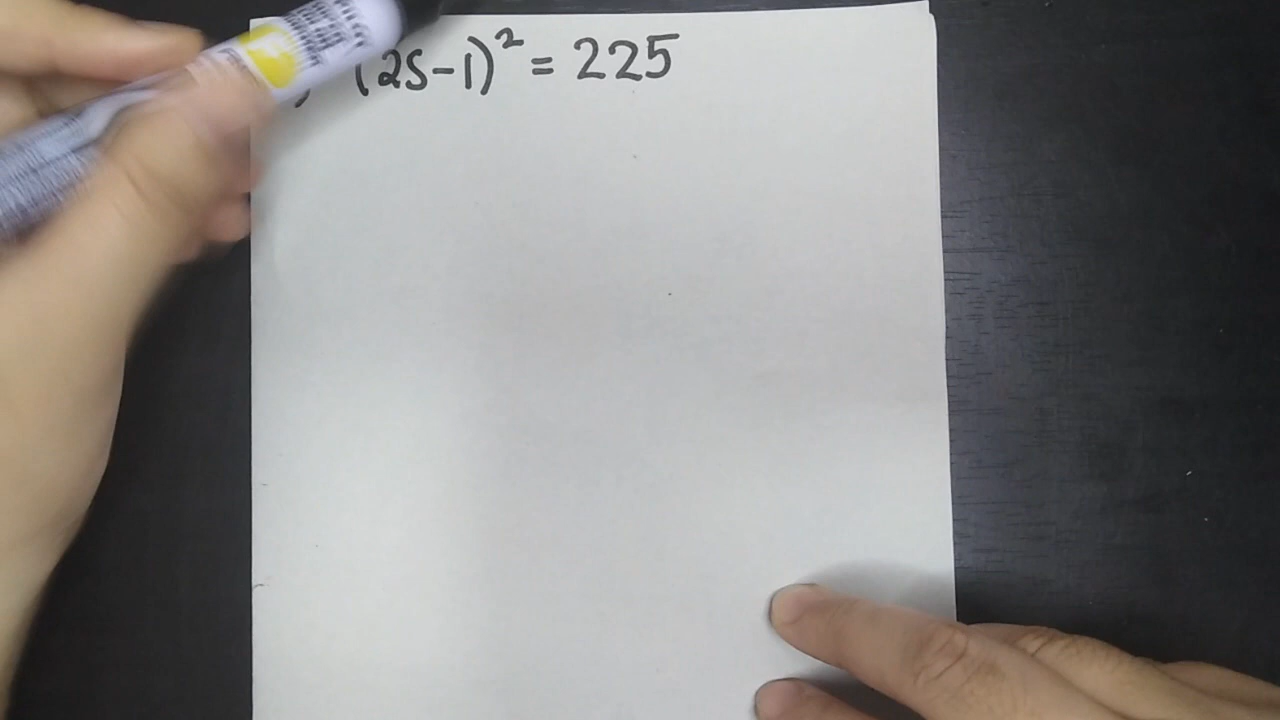 (2s-1)² = 225